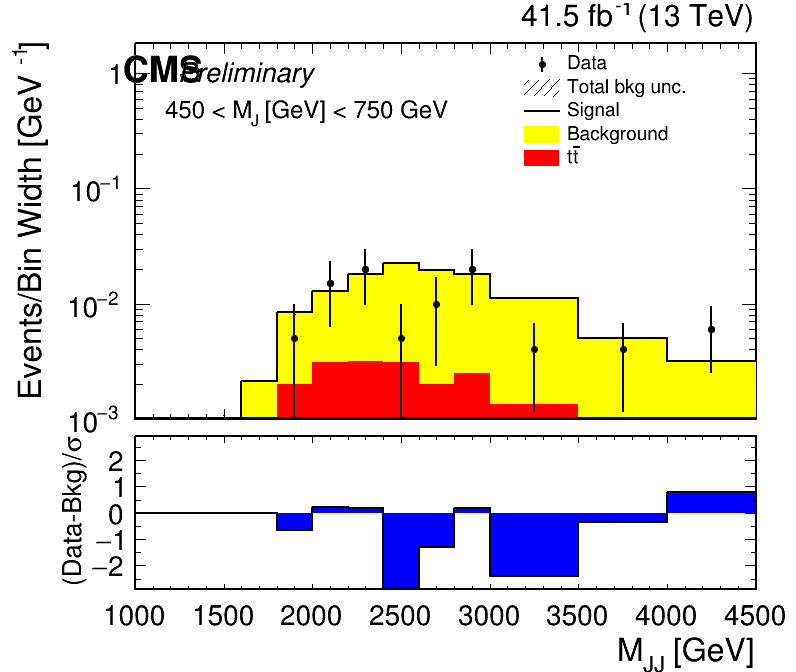 41.5 fb⁻¹ (13 TeV)
CMS Preliminary
450 < M_J [GeV] < 750 GeV
Data
Total bkg unc.
Signal
Background
tt̄
Events/Bin Width [GeV⁻¹]
1
10⁻¹
10⁻²
10⁻³
(Data-Bkg)/σ
2
1
0
−1
−2
1000 1500 2000 2500 3000 3500 4000 4500
M_JJ [GeV]